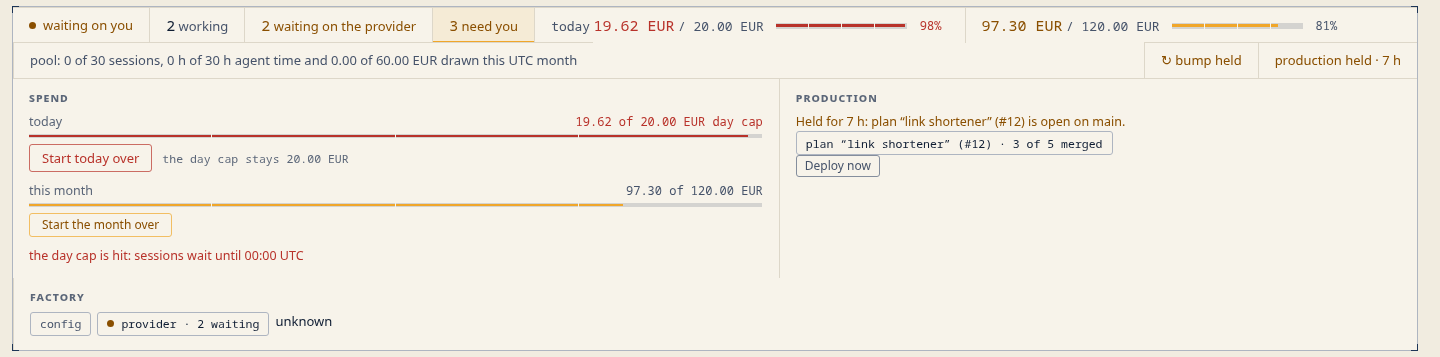 waiting on you 2 working 2 waiting on the provider 3 need you today 19.62 EUR / 20.00 EUR 98% 97.30 EUR / 120.00 EUR 81%
pool: 0 of 30 sessions, 0 h of 30 h agent time and 0.00 of 60.00 EUR drawn this UTC month ↻ bump held production held · 7 h
SPEND
today 19.62 of 20.00 EUR day cap
Start today over the day cap stays 20.00 EUR
this month 97.30 of 120.00 EUR
Start the month over
the day cap is hit: sessions wait until 00:00 UTC
PRODUCTION
Held for 7 h: plan “link shortener” (#12) is open on main.
plan “link shortener” (#12) · 3 of 5 merged
Deploy now
FACTORY
config provider · 2 waiting unknown